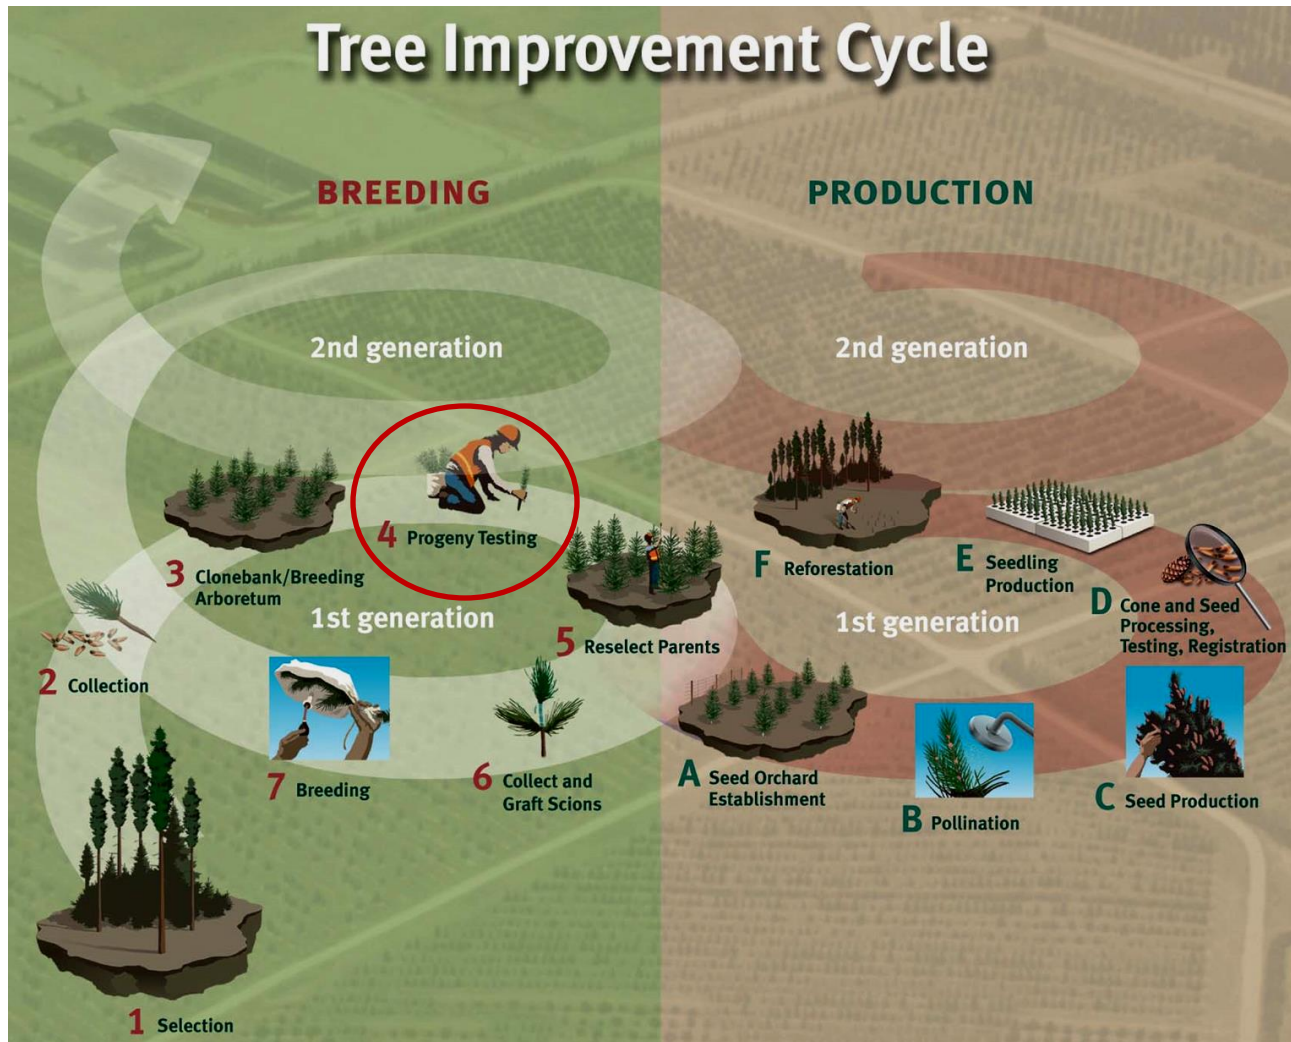 Tree Improvement Cycle
BREEDING
PRODUCTION
2nd generation
2nd generation
4 Progeny Testing
3 Clonebank/Breeding
Arboretum
F Reforestation
E Seedling
Production
D Cone and Seed
Processing,
Testing, Registration
1st generation
1st generation
5 Reselect Parents
2 Collection
7 Breeding
6 Collect and
Graft Scions
A Seed Orchard
Establishment
B Pollination
C Seed Production
1 Selection